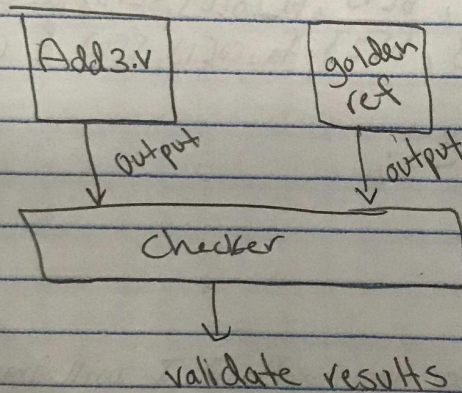 Add3.v
golden
ref
output
output
Checker
validate results